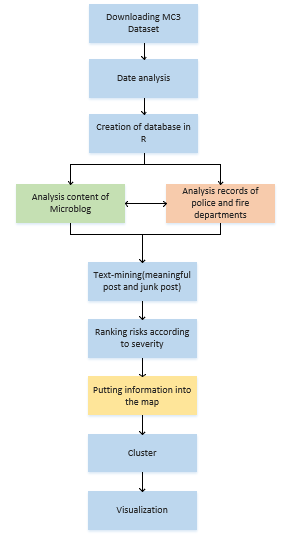 Downloading MC3
Dataset
Date analysis
Creation of database in
R
Analysis content of
Microblog
Analysis records of
police and fire
departments
Text-mining(meaningful
post and junk post)
Ranking risks according
to severity
Putting information into
the map
Cluster
Visualization